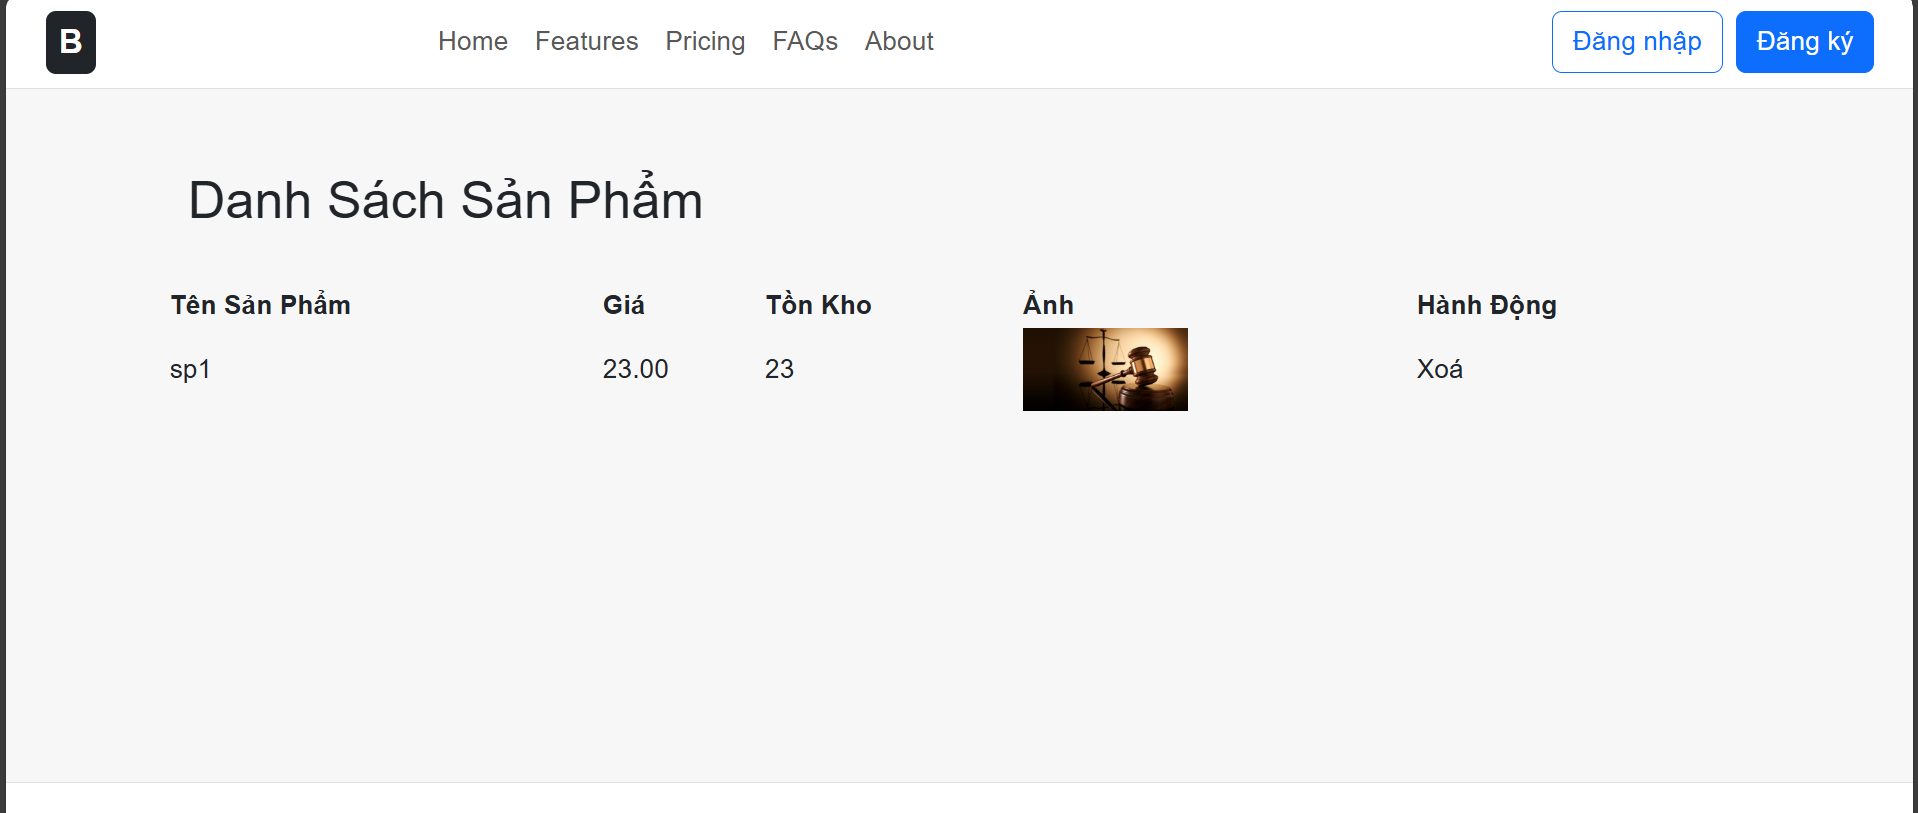 B Home Features Pricing FAQs About Đăng nhập Đăng ký
Danh Sách Sản Phẩm
Tên Sản Phẩm Giá Tồn Kho Ảnh Hành Động
sp1 23.00 23 Xoá